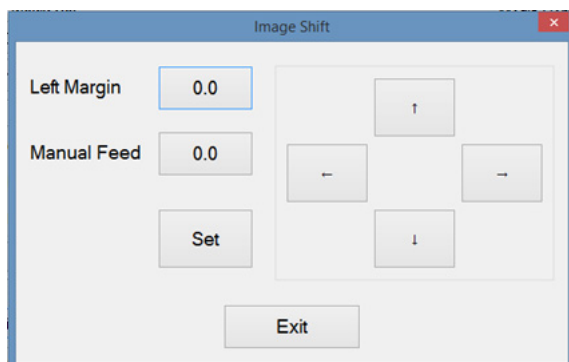 Image Shift
Left Margin 0.0
↑
Manual Feed 0.0
← →
Set
↓
Exit